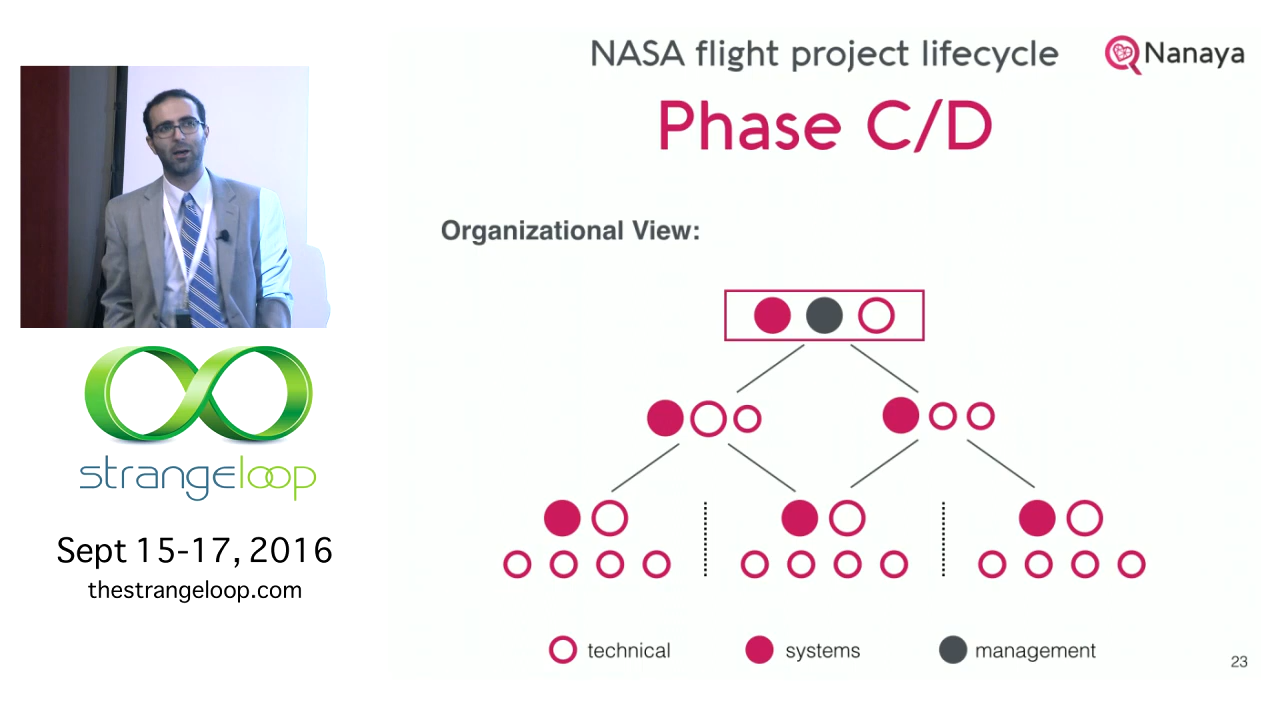 NASA flight project lifecycle
Nanaya
Phase C/D
Organizational View:
technical
systems
management
23
strangeloop
Sept 15-17, 2016
thestrangeloop.com